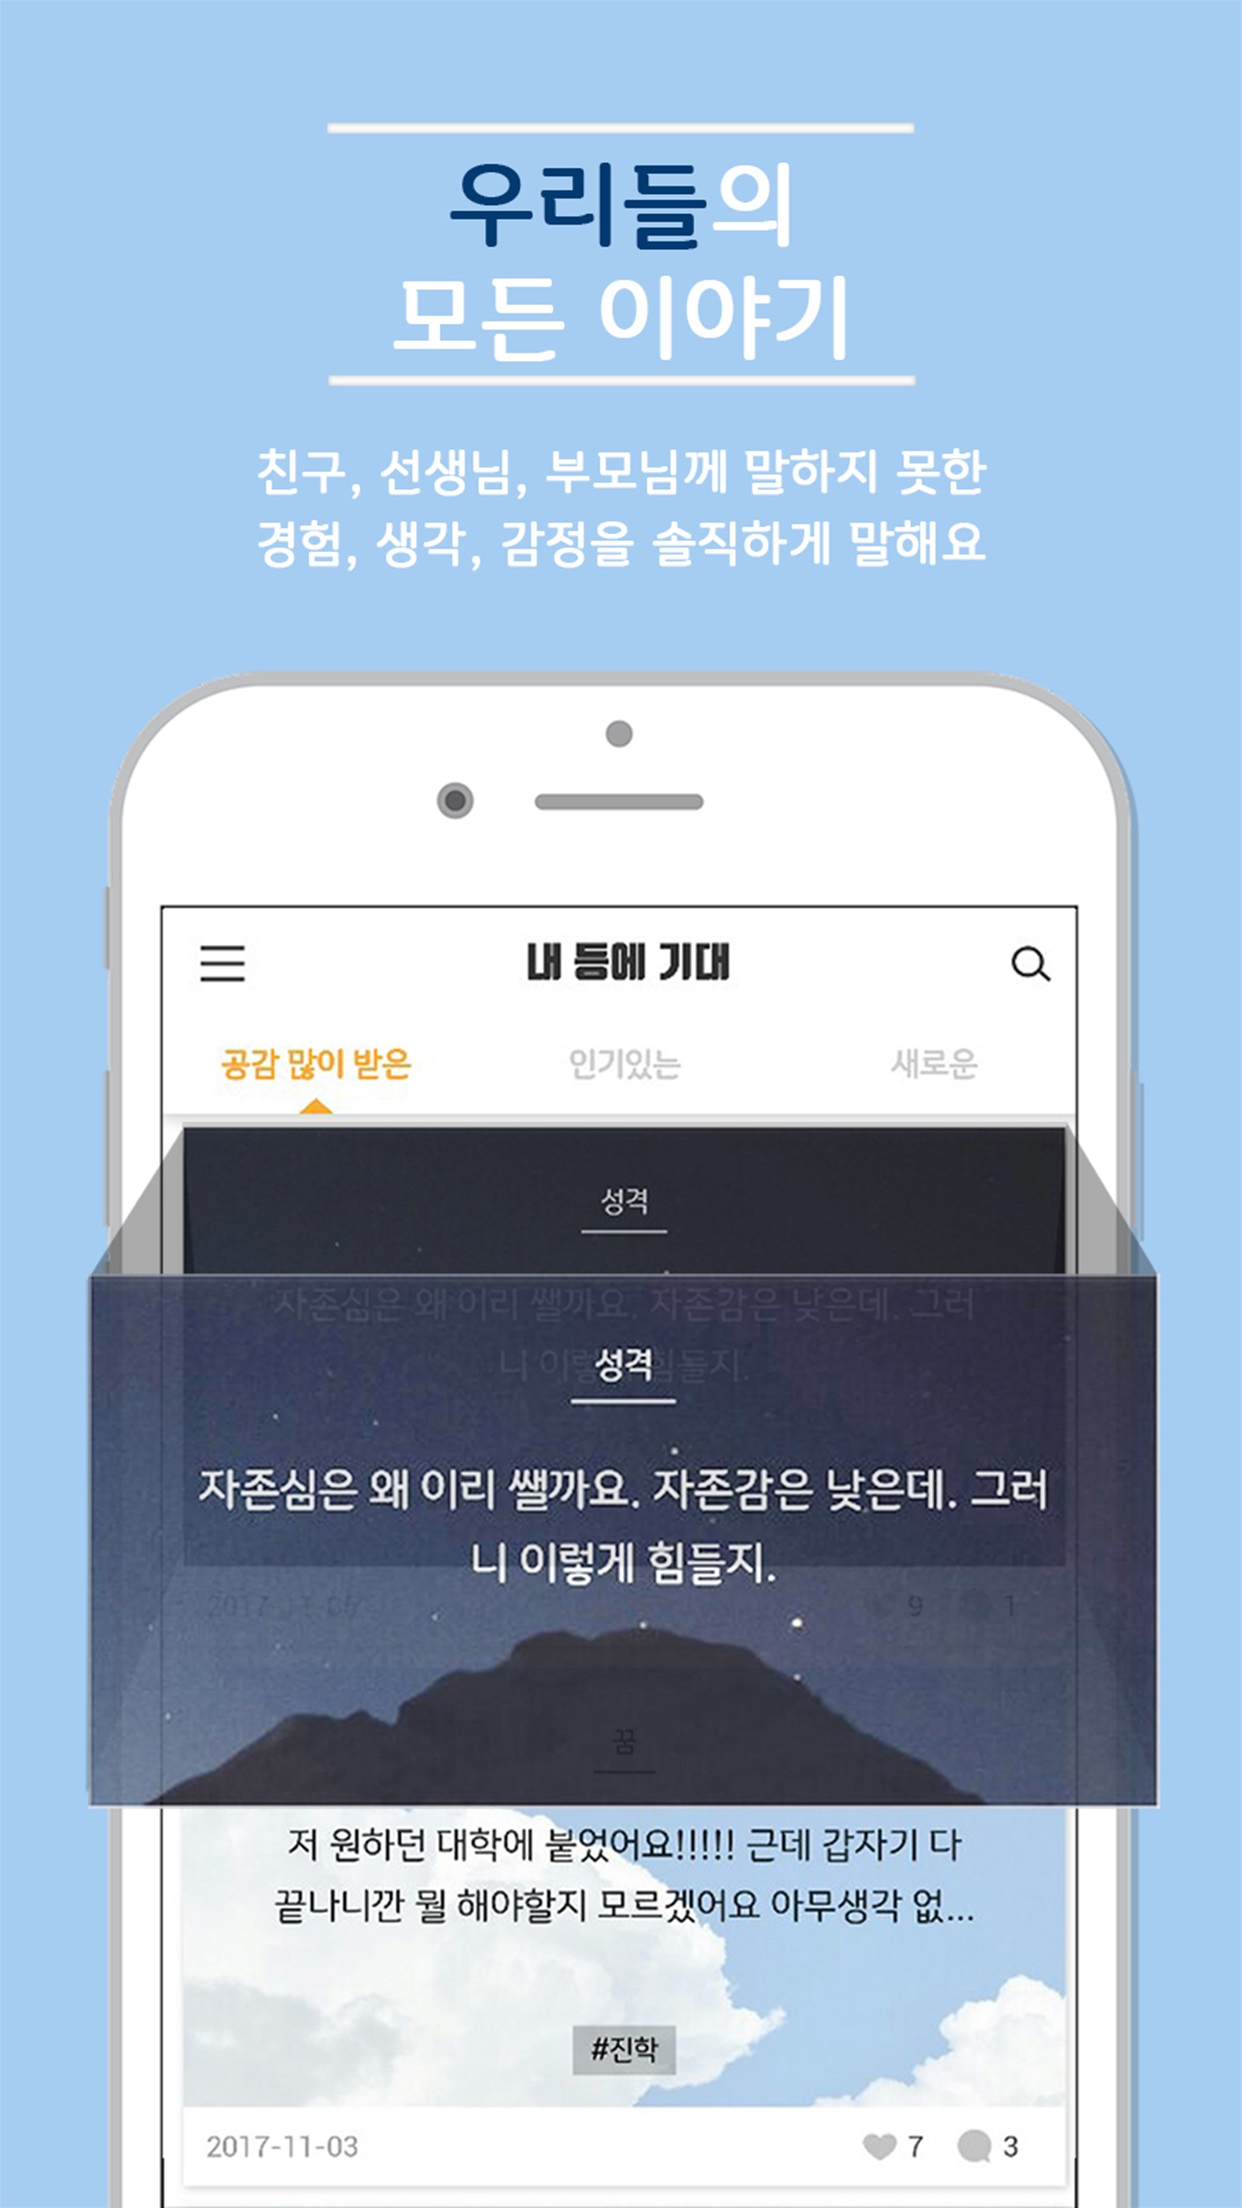 우리들의
모든 이야기
친구, 선생님, 부모님께 말하지 못한
경험, 생각, 감정을 솔직하게 말해요
내 등에 기대
공감 많이 받은
인기있는
새로운
성격
자존심은 왜 이리 쌜까요. 자존감은 낮은데. 그러
니 이렇게 힘들지.
성격
자존심은 왜 이리 쌜까요. 자존감은 낮은데. 그러
니 이렇게 힘들지.
2017-11-06 9 1
꿈
저 원하던 대학에 붙었어요!!!!! 근데 갑자기 다
끝나니깐 뭘 해야할지 모르겠어요 아무생각 없...
#진학
2017-11-03 7 3